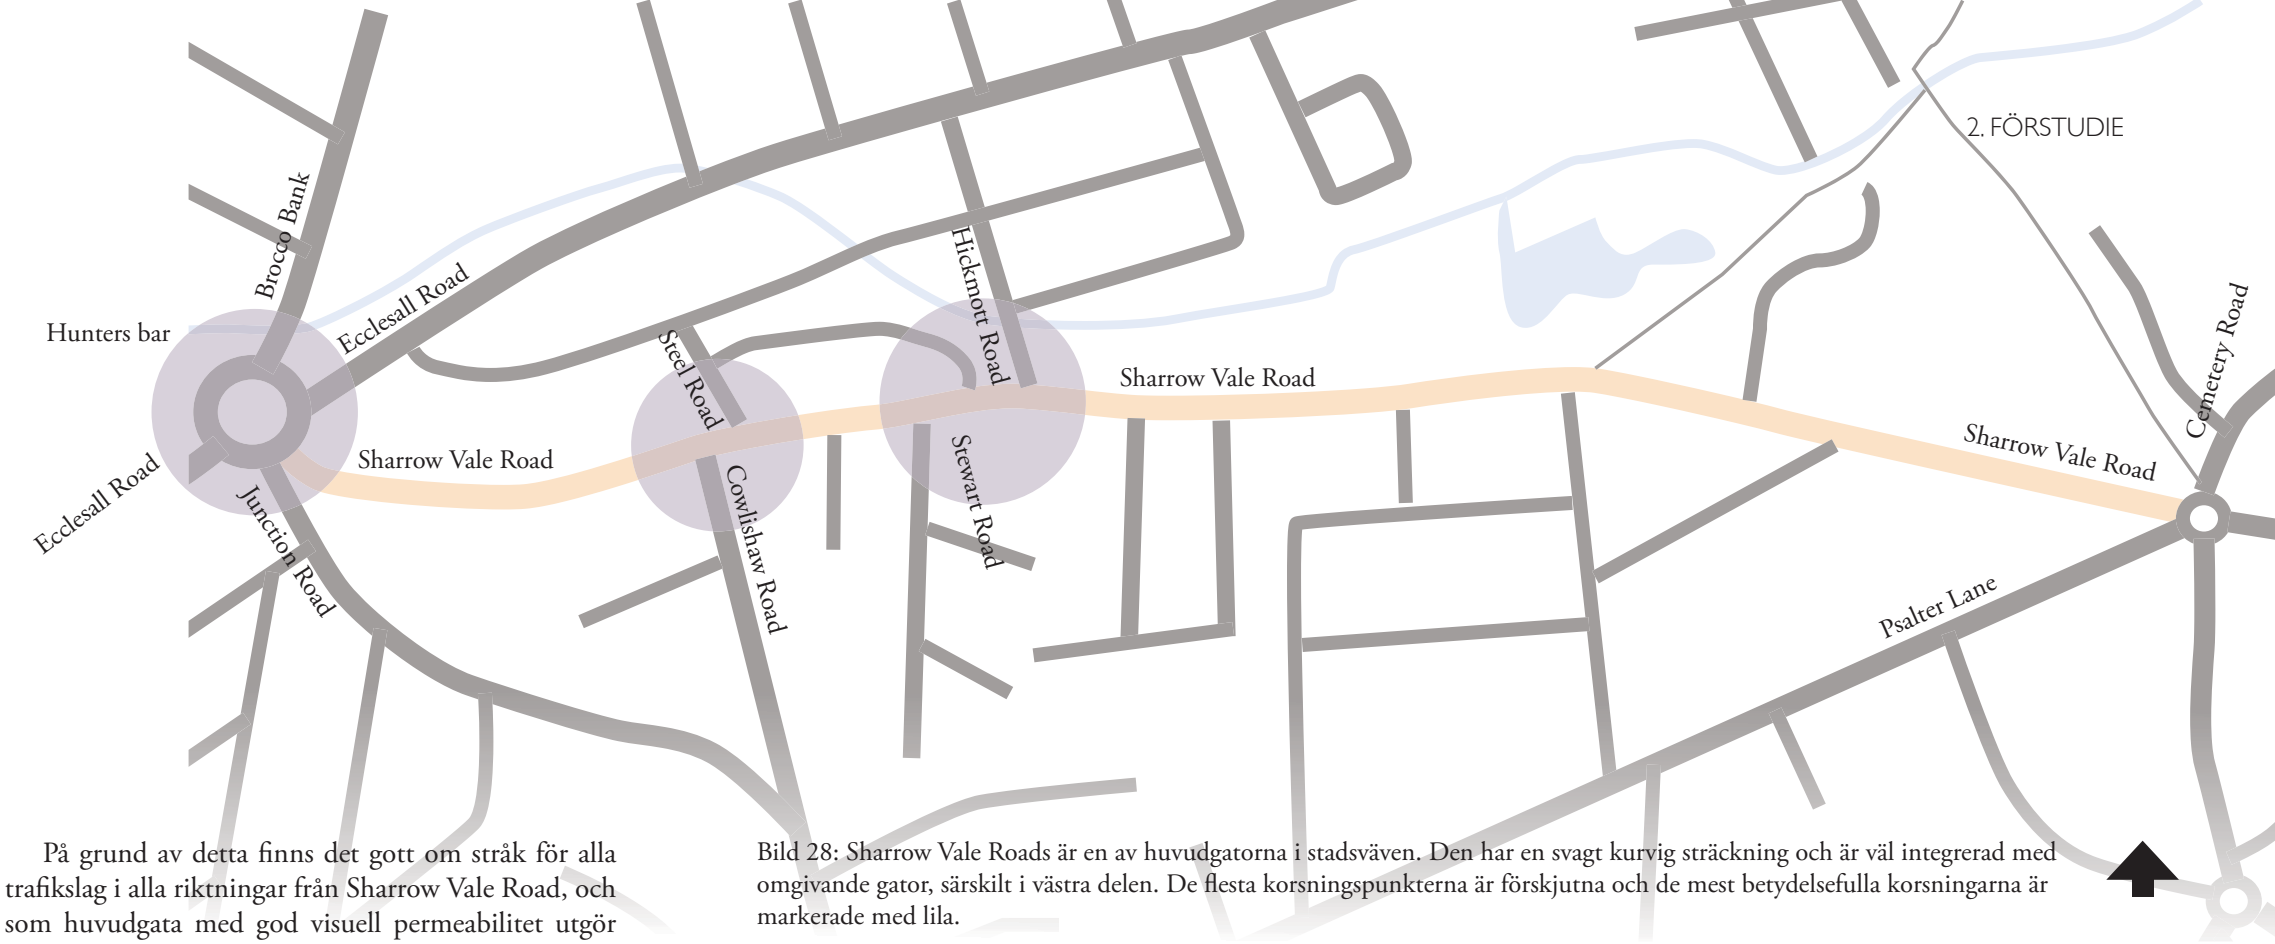 2. FÖRSTUDIE
Brocco Bank
Ecclesall Road
Hunters bar
Hickmott Road
Steel Road
Sharrow Vale Road
Cemetery Road
Sharrow Vale Road
Sharrow Vale Road
Ecclesall Road
Junction Road
Cowlishaw Road
Stewart Road
Psalter Lane
På grund av detta finns det gott om stråk för alla
trafikslag i alla riktningar från Sharrow Vale Road, och
som huvudgata med god visuell permeabilitet utgör
Bild 28: Sharrow Vale Roads är en av huvudgatorna i stadsväven. Den har en svagt kurvig sträckning och är väl integrerad med
omgivande gator, särskilt i västra delen. De flesta korsningspunkterna är förskjutna och de mest betydelsefulla korsningarna är
markerade med lila.